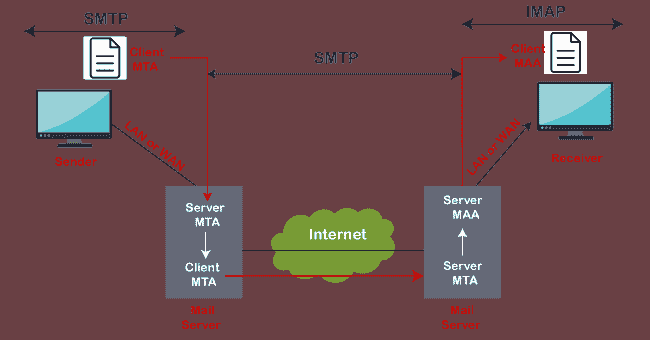 SMTP
IMAP
Client
MTA
SMTP
Client
MAA
LAN or WAN
LAN or WAN
Sender
Receiver
Server
MTA
Client
MTA
Internet
Server
MAA
Server
MTA
Mail
Server
Mail
Server